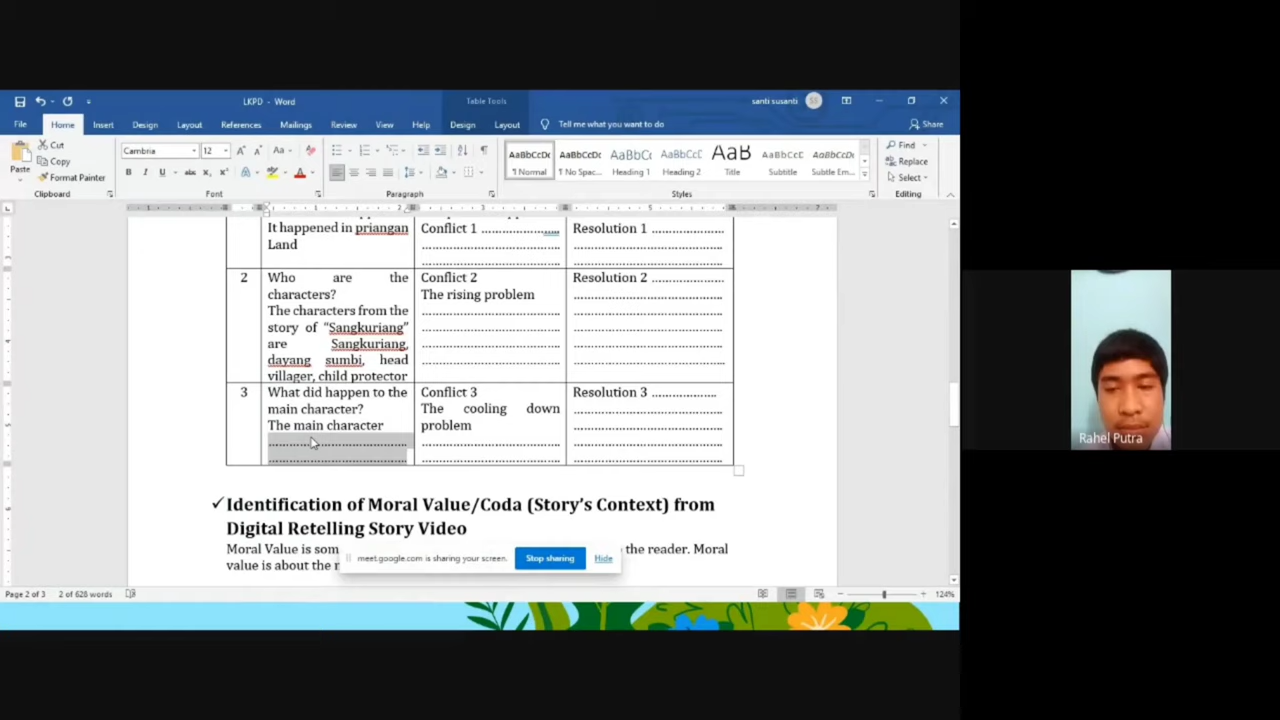 LKPD - Word
Table Tools
santi susanti
SS
File Home Insert Design Layout References Mailings Review View Help Design Layout Tell me what you want to do Share
Paste
Cut
Copy
Format Painter
Clipboard
Cambria 12
Font
Paragraph
AaBbCcDc AaBbCcDc AaBbCc AaBbCcC AaB AaBbCcD AaBbCcDc
¶ Normal ¶ No Spac... Heading 1 Heading 2 Title Subtitle Subtle Em...
Styles
Find
Replace
Select
Editing
It happened in priangan
Land
Conflict 1 ........................
Resolution 1 ......................
2
Who are the
characters?
The characters from the
story of “Sangkuriang”
are Sangkuriang,
dayang sumbi, head
villager, child protector
Conflict 2
The rising problem
Resolution 2 ......................
3
What did happen to the
main character?
The main character
Conflict 3
The cooling down
problem
Resolution 3 ....................
✓ Identification of Moral Value/Coda (Story’s Context) from
Digital Retelling Story Video
Moral Value is som
the reader. Moral
value is about the
meet.google.com is sharing your screen.
Stop sharing
Hide
Page 2 of 3 2 of 628 words
124%
Rahel Putra